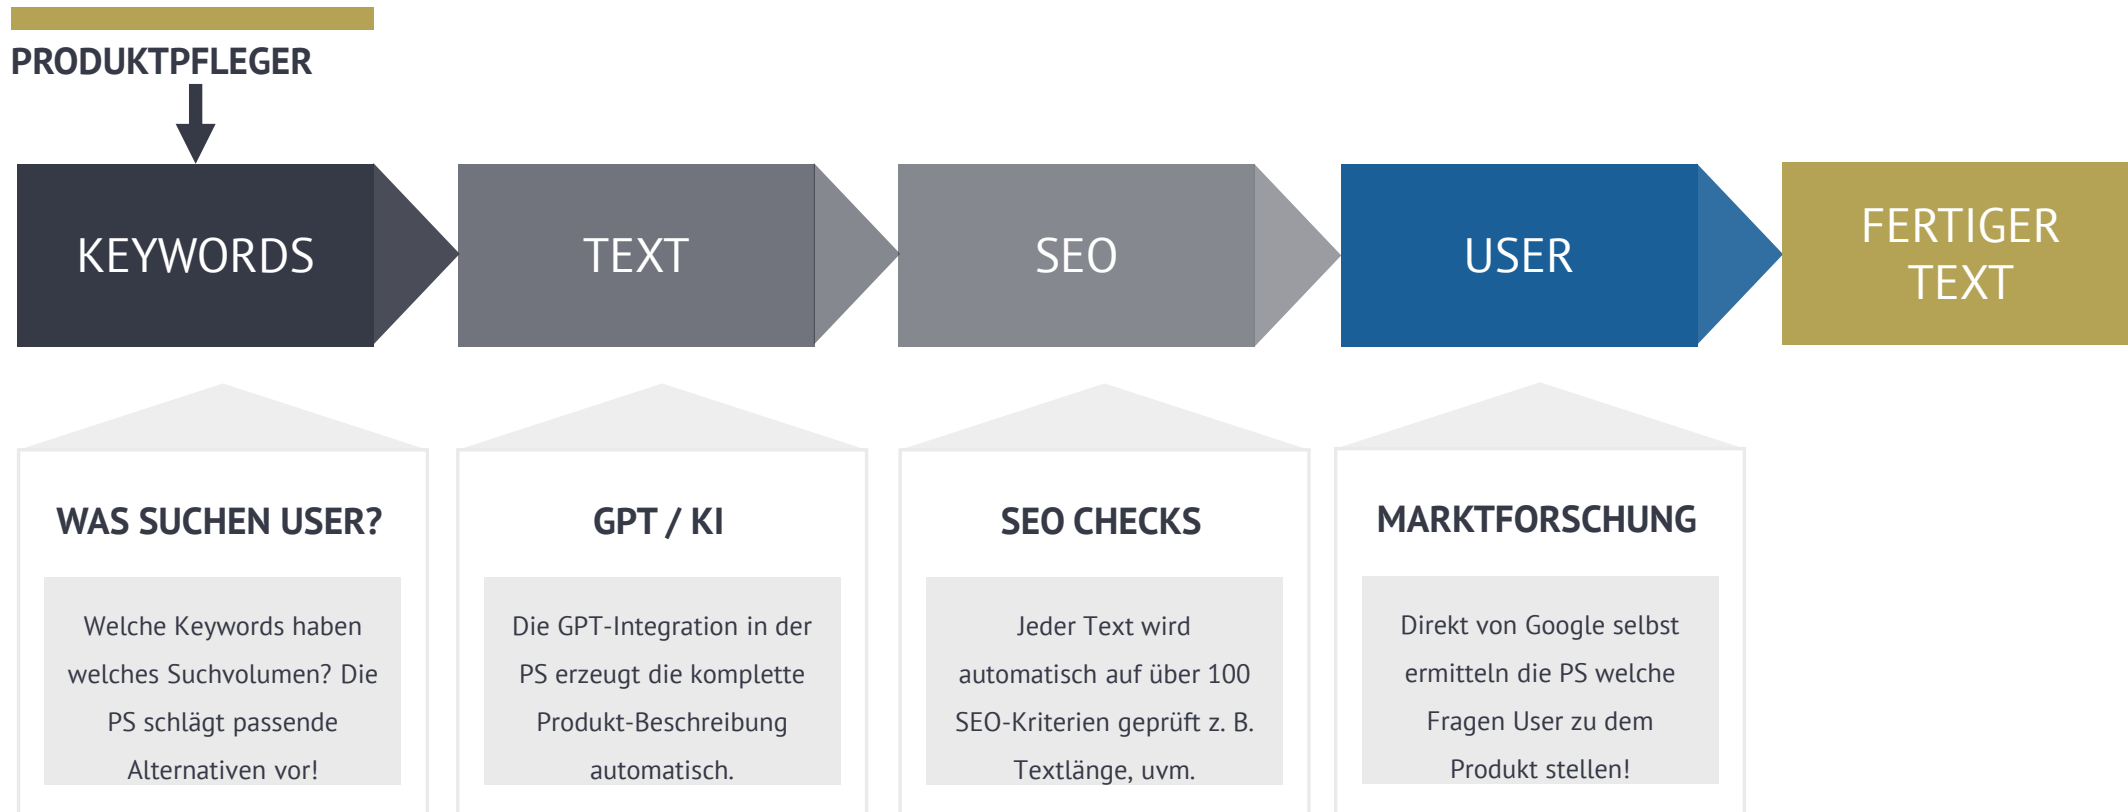 PRODUKTPFLEGER
KEYWORDS
TEXT
SEO
USER
FERTIGER
TEXT
WAS SUCHEN USER?
Welche Keywords haben
welches Suchvolumen? Die
PS schlägt passende
Alternativen vor!
GPT / KI
Die GPT-Integration in der
PS erzeugt die komplette
Produkt-Beschreibung
automatisch.
SEO CHECKS
Jeder Text wird
automatisch auf über 100
SEO-Kriterien geprüft z. B.
Textlänge, uvm.
MARKTFORSCHUNG
Direkt von Google selbst
ermitteln die PS welche
Fragen User zu dem
Produkt stellen!